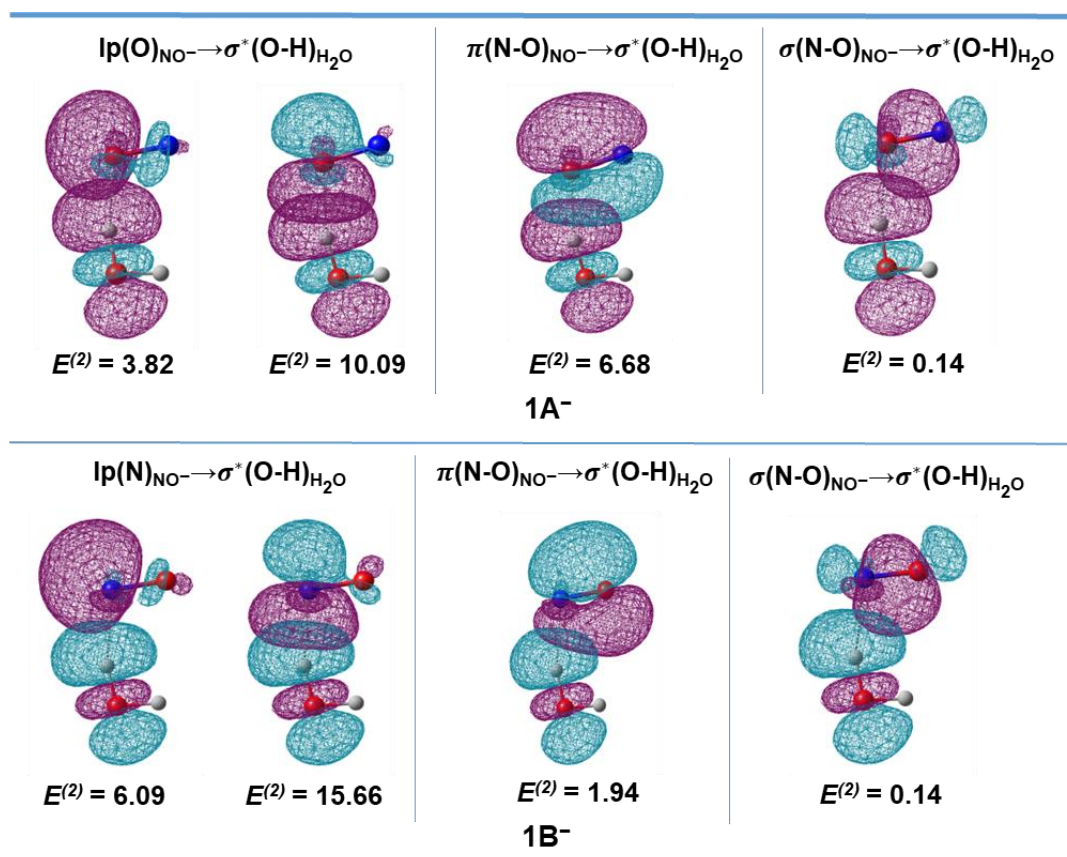 lp(O)NO−→σ*(O-H)H2O π(N-O)NO−→σ*(O-H)H2O σ(N-O)NO−→σ*(O-H)H2O
E(2) = 3.82 E(2) = 10.09 E(2) = 6.68 E(2) = 0.14
1A−
lp(N)NO−→σ*(O-H)H2O π(N-O)NO−→σ*(O-H)H2O σ(N-O)NO−→σ*(O-H)H2O
E(2) = 6.09 E(2) = 15.66 E(2) = 1.94 E(2) = 0.14
1B−